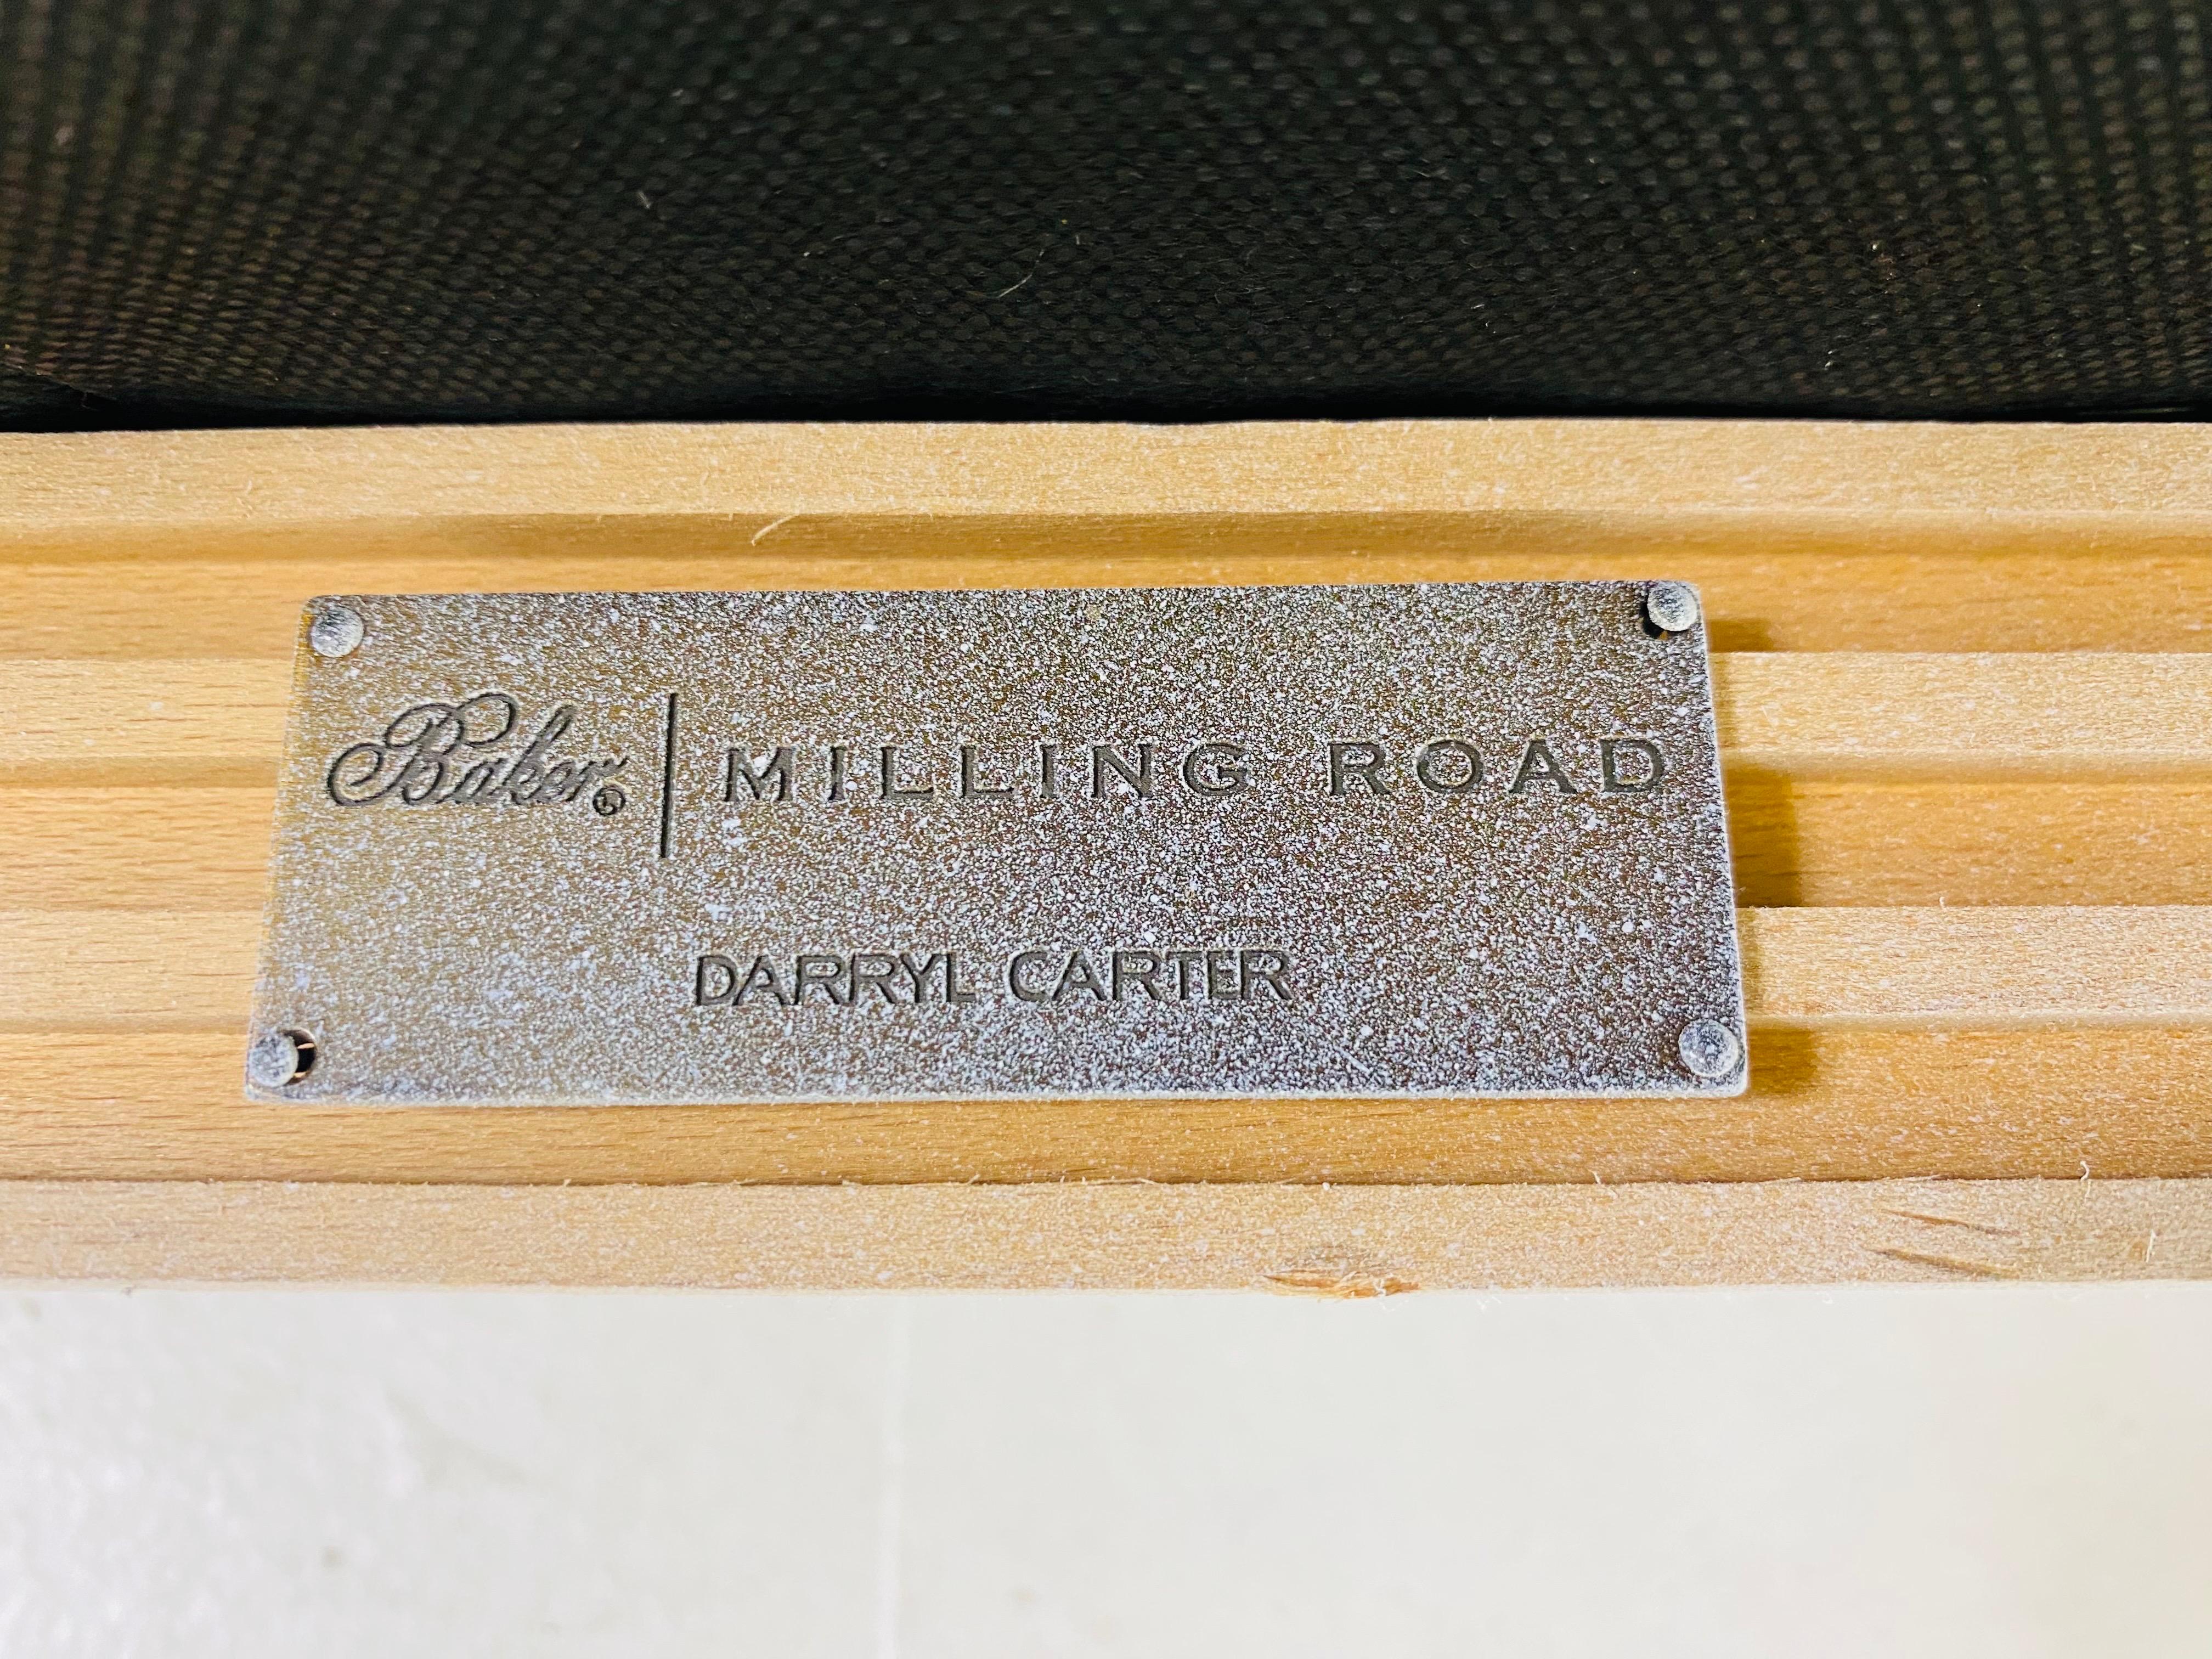 Baker® | MILLING ROAD
DARRYL CARTER